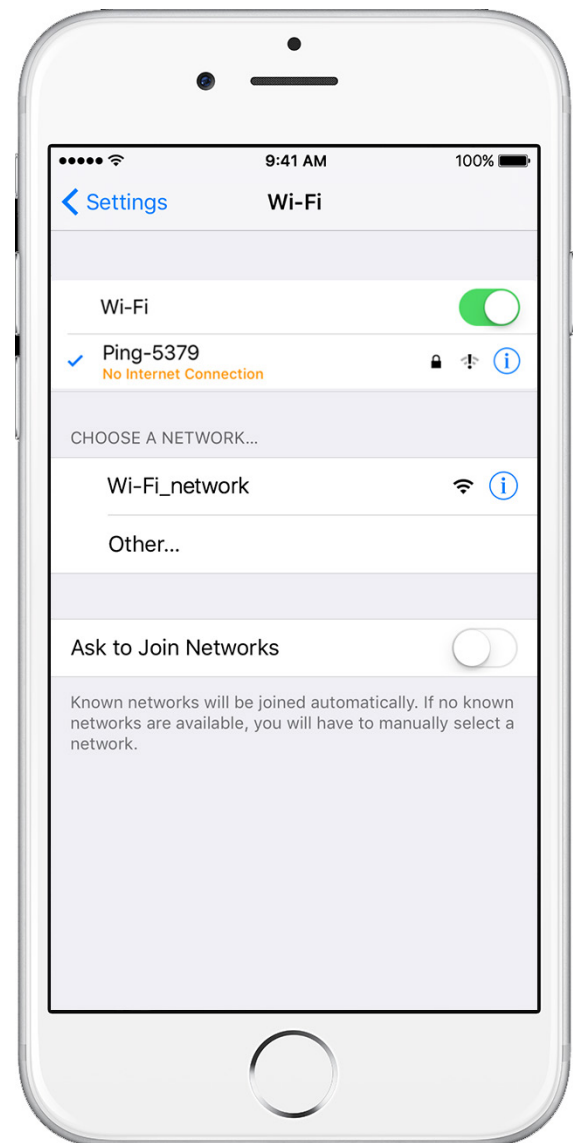 9:41 AM
100%
Settings
Wi-Fi
Wi-Fi
Ping-5379
No Internet Connection
CHOOSE A NETWORK...
Wi-Fi_network
Other...
Ask to Join Networks
Known networks will be joined automatically. If no known
networks are available, you will have to manually select a
network.